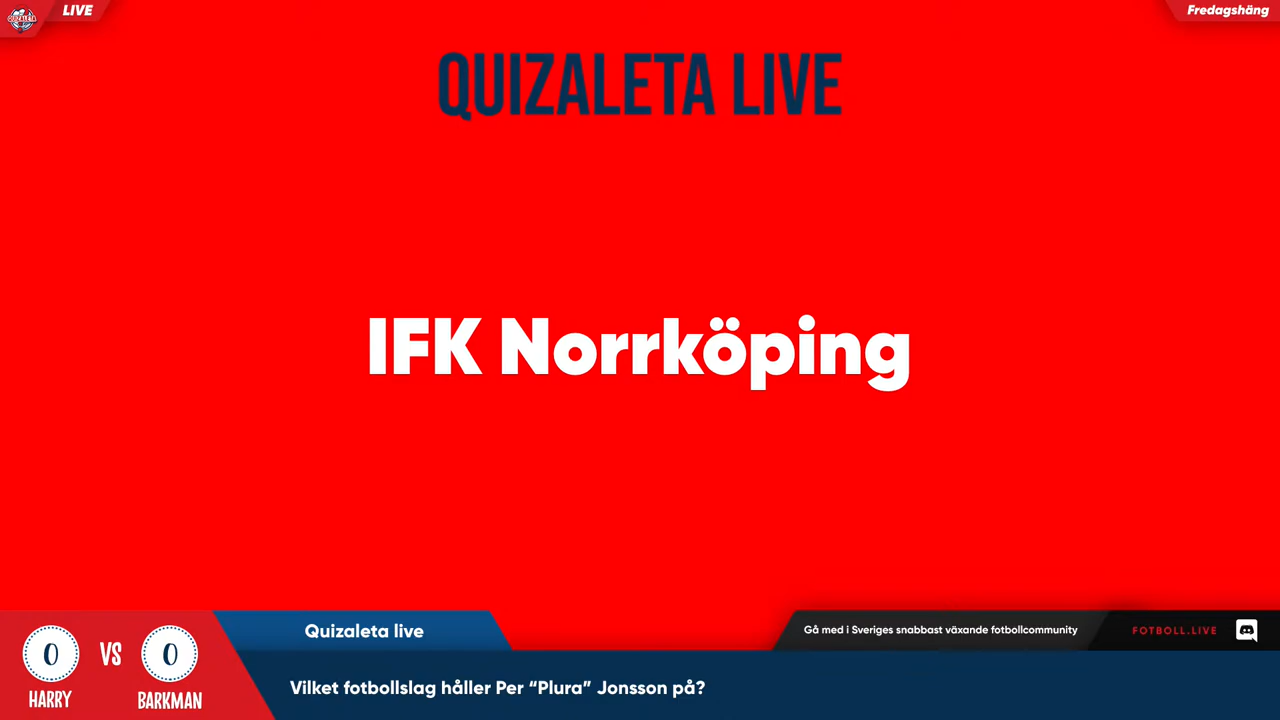 QUIZALETA
LIVE
Fredagshäng
QUIZALETA LIVE
IFK Norrköping
0 VS 0
HARRY BARKMAN
Quizaleta live
Gå med i Sveriges snabbast växande fotbollcommunity
FOTBOLL.LIVE
Vilket fotbollslag håller Per “Plura” Jonsson på?